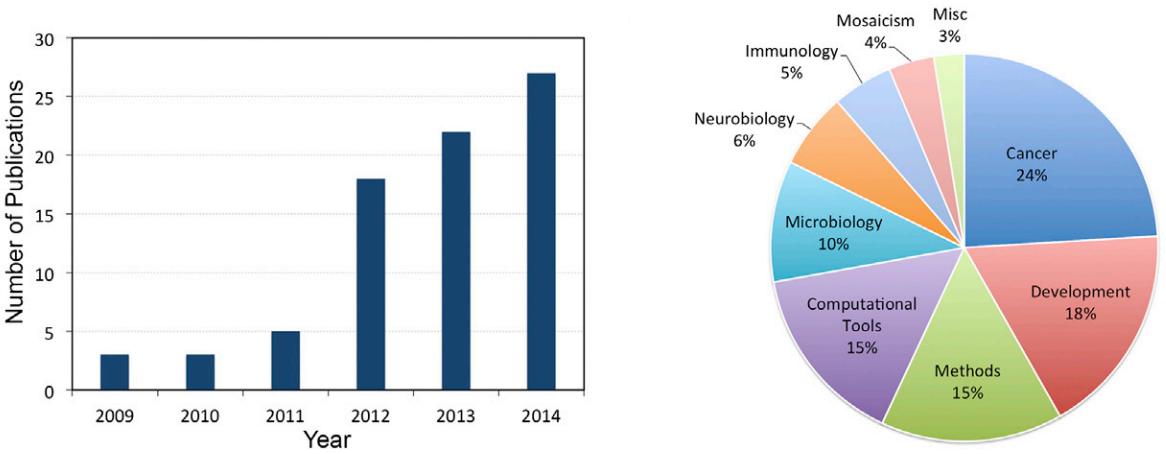 30
25
20
15
10
5
0
Number of Publications
2009 2010 2011 2012 2013 2014
Year
Misc
3%
Mosaicism
4%
Immunology
5%
Neurobiology
6%
Cancer
24%
Microbiology
10%
Development
18%
Computational
Tools
15%
Methods
15%